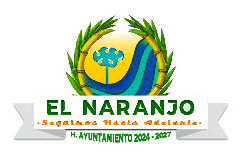 EL NARANJO
-Seguimos Hacia Adelante-
H. AYUNTAMIENTO 2024 - 2027